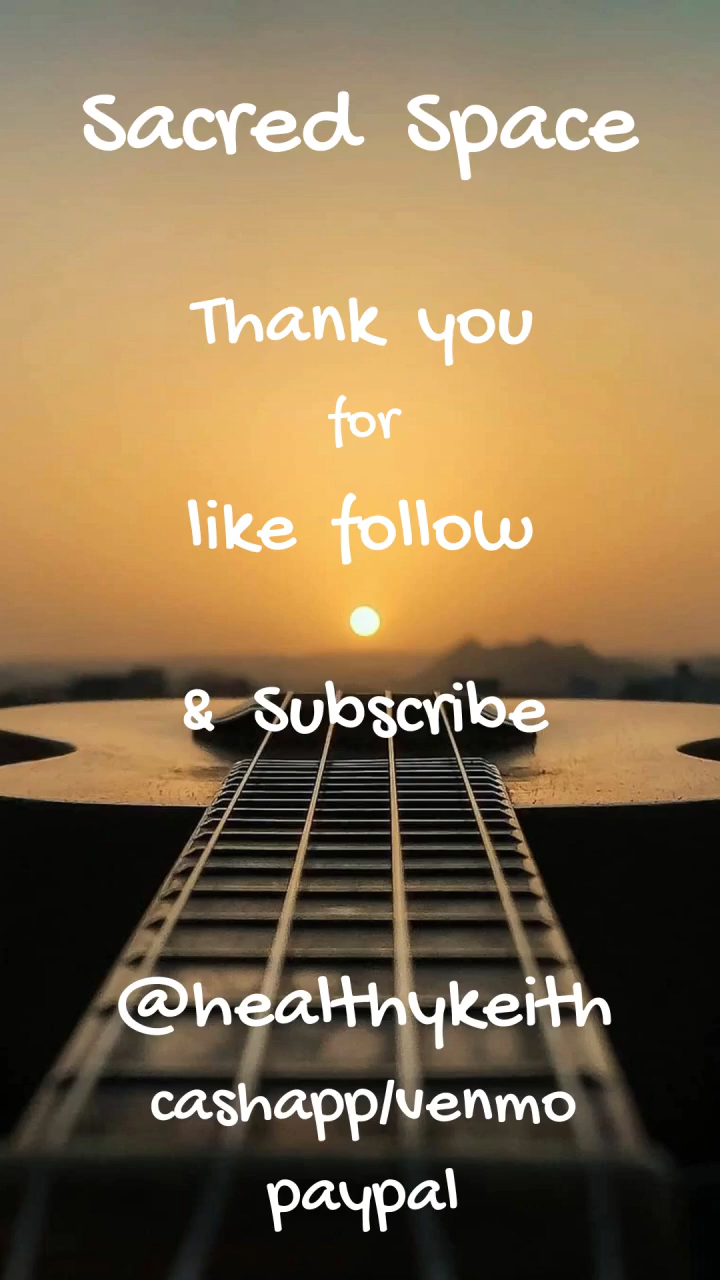 Sacred Space
Thank you
for
like follow
& Subscribe
@healthykeith
cashapp/venmo
paypal